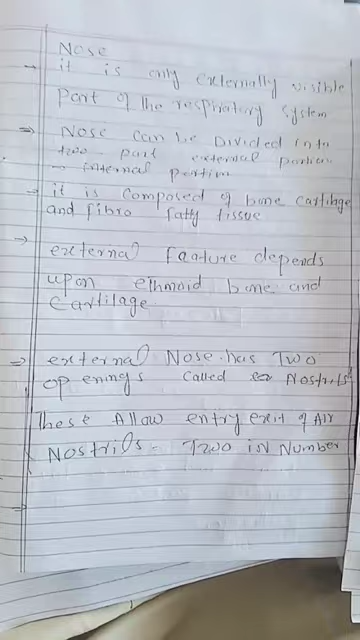 Nose
→ it is only externally visible
part of the respiratory system
⇒ Nose can be Divided into
two part external portion
→ internal portion
→ it is composed of bone cartilage
and fibro fatty tissue
→ external faature depends
upon ethmoid bone and
cartilage.
⇒ external Nose has Two
openings called Nostrils
These Allow entry exit of Air
Nostrils - Two in Number
→